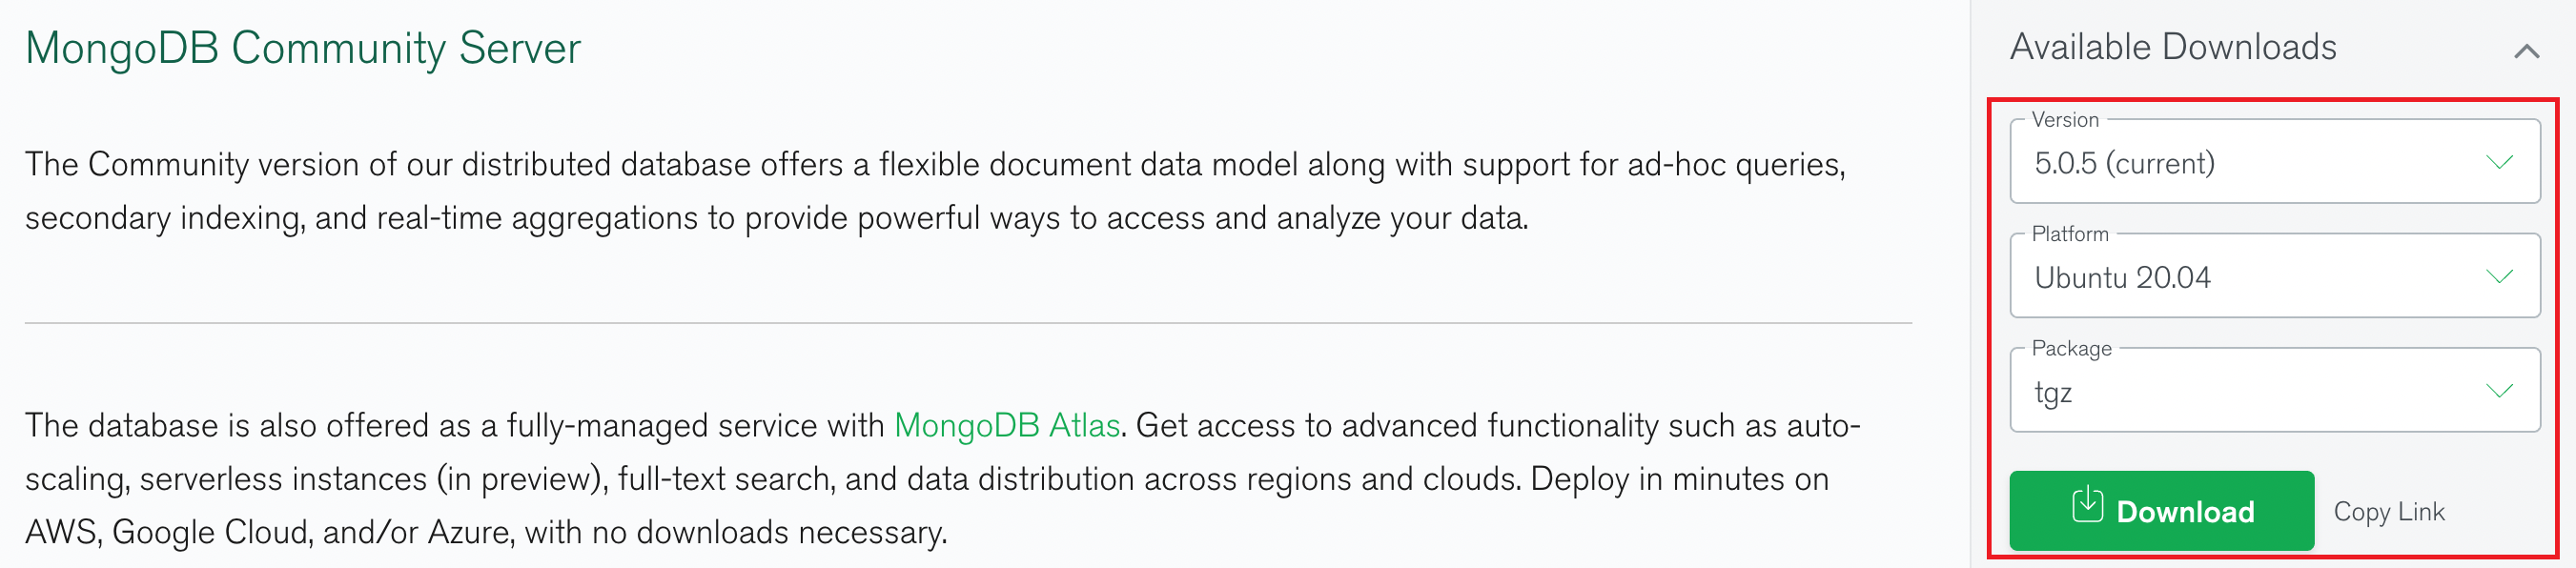 MongoDB Community Server
The Community version of our distributed database offers a flexible document data model along with support for ad-hoc queries,
secondary indexing, and real-time aggregations to provide powerful ways to access and analyze your data.
The database is also offered as a fully-managed service with MongoDB Atlas. Get access to advanced functionality such as auto-
scaling, serverless instances (in preview), full-text search, and data distribution across regions and clouds. Deploy in minutes on
AWS, Google Cloud, and/or Azure, with no downloads necessary.
Available Downloads
Version
5.0.5 (current)
Platform
Ubuntu 20.04
Package
tgz
Download
Copy Link